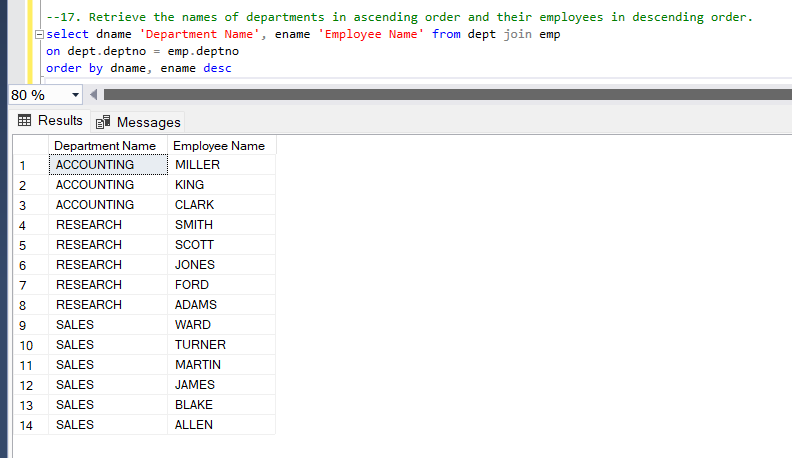 --17. Retrieve the names of departments in ascending order and their employees in descending order.
select dname 'Department Name', ename 'Employee Name' from dept join emp
on dept.deptno = emp.deptno
order by dname, ename desc
80 %
Results Messages
Department Name Employee Name
1 ACCOUNTING MILLER
2 ACCOUNTING KING
3 ACCOUNTING CLARK
4 RESEARCH SMITH
5 RESEARCH SCOTT
6 RESEARCH JONES
7 RESEARCH FORD
8 RESEARCH ADAMS
9 SALES WARD
10 SALES TURNER
11 SALES MARTIN
12 SALES JAMES
13 SALES BLAKE
14 SALES ALLEN